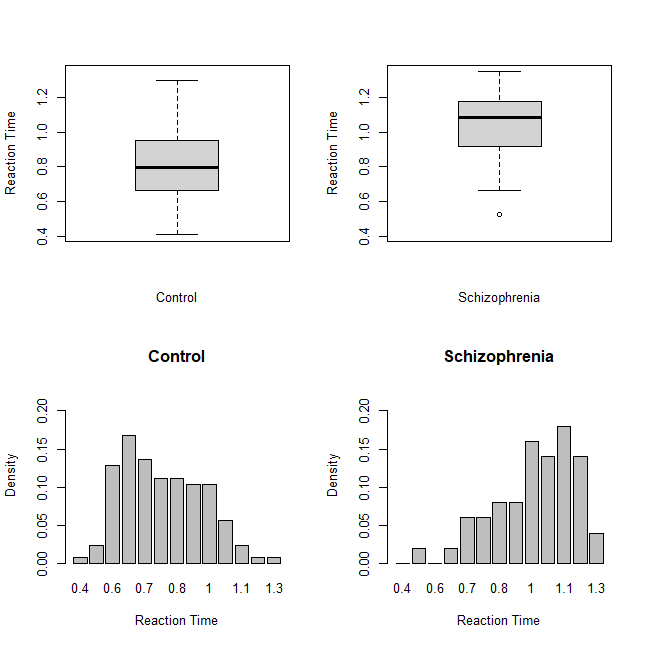 Reaction Time
0.4 0.6 0.8 1.0 1.2
Control
Reaction Time
0.4 0.6 0.8 1.0 1.2
Schizophrenia
Control
Density
0.00 0.05 0.10 0.15 0.20
0.4 0.6 0.7 0.8 1 1.1 1.3
Reaction Time
Schizophrenia
Density
0.00 0.05 0.10 0.15 0.20
0.4 0.6 0.7 0.8 1 1.1 1.3
Reaction Time